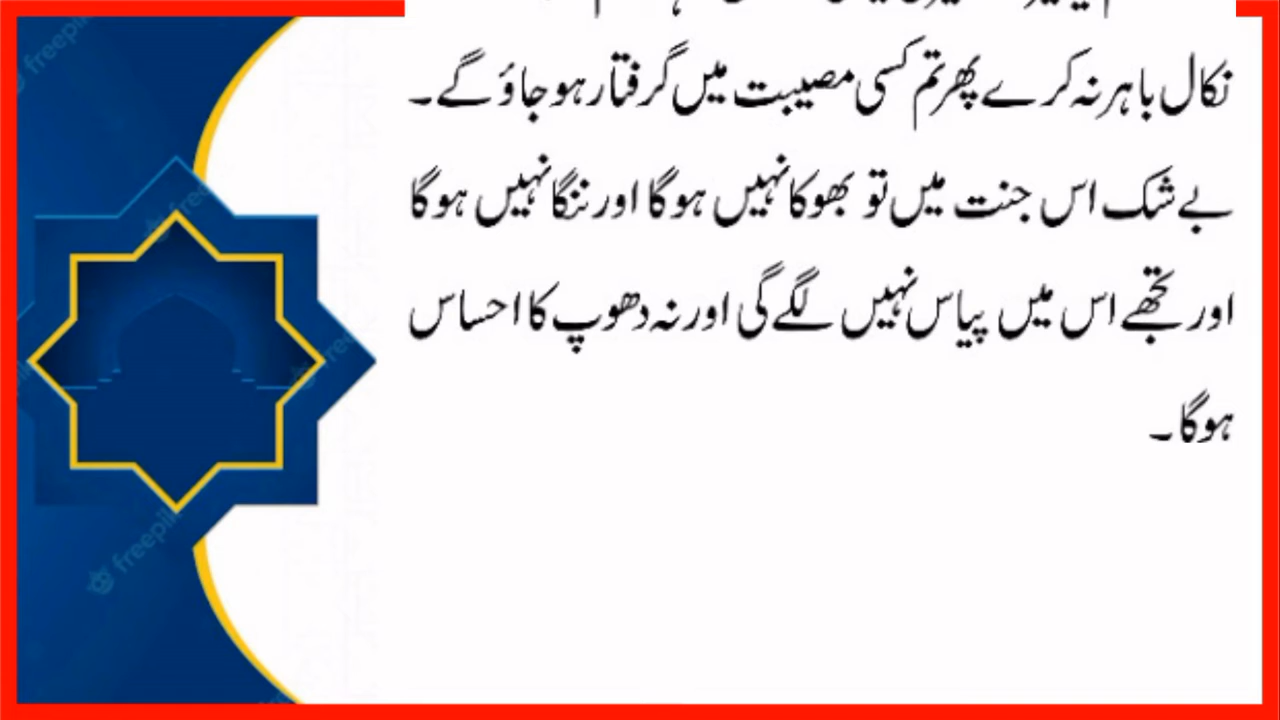 نکال باہر نہ کرے پھر تم کسی مصیبت میں گرفتار ہو جاؤ گے۔
بے شک اس جنت میں تو بھوکا نہیں ہوگا اور ننگا نہیں ہوگا
اور تجھے اس میں پیاس نہیں لگے گی اور نہ دھوپ کا احساس
ہوگا۔
freepik
freepik